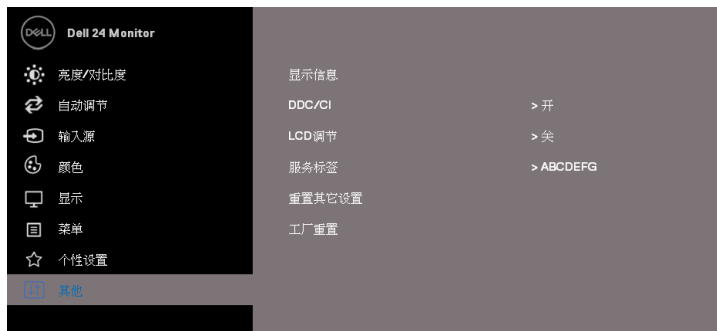 DELL Dell 24 Monitor
亮度/对比度 显示信息
自动调节 DDC/CI > 开
输入源 LCD调节 > 关
颜色 服务标签 > ABCDEFG
显示 重置其它设置
菜单 工厂重置
个性设置
其他